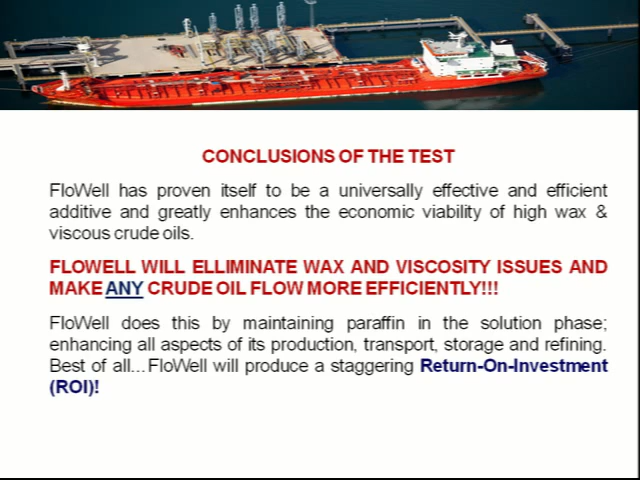 CONCLUSIONS OF THE TEST
FloWell has proven itself to be a universally effective and efficient
additive and greatly enhances the economic viability of high wax &
viscous crude oils.
FLOWELL WILL ELLIMINATE WAX AND VISCOSITY ISSUES AND
MAKE ANY CRUDE OIL FLOW MORE EFFICIENTLY!!!
FloWell does this by maintaining paraffin in the solution phase;
enhancing all aspects of its production, transport, storage and refining.
Best of all...FloWell will produce a staggering Return-On-Investment
(ROI)!